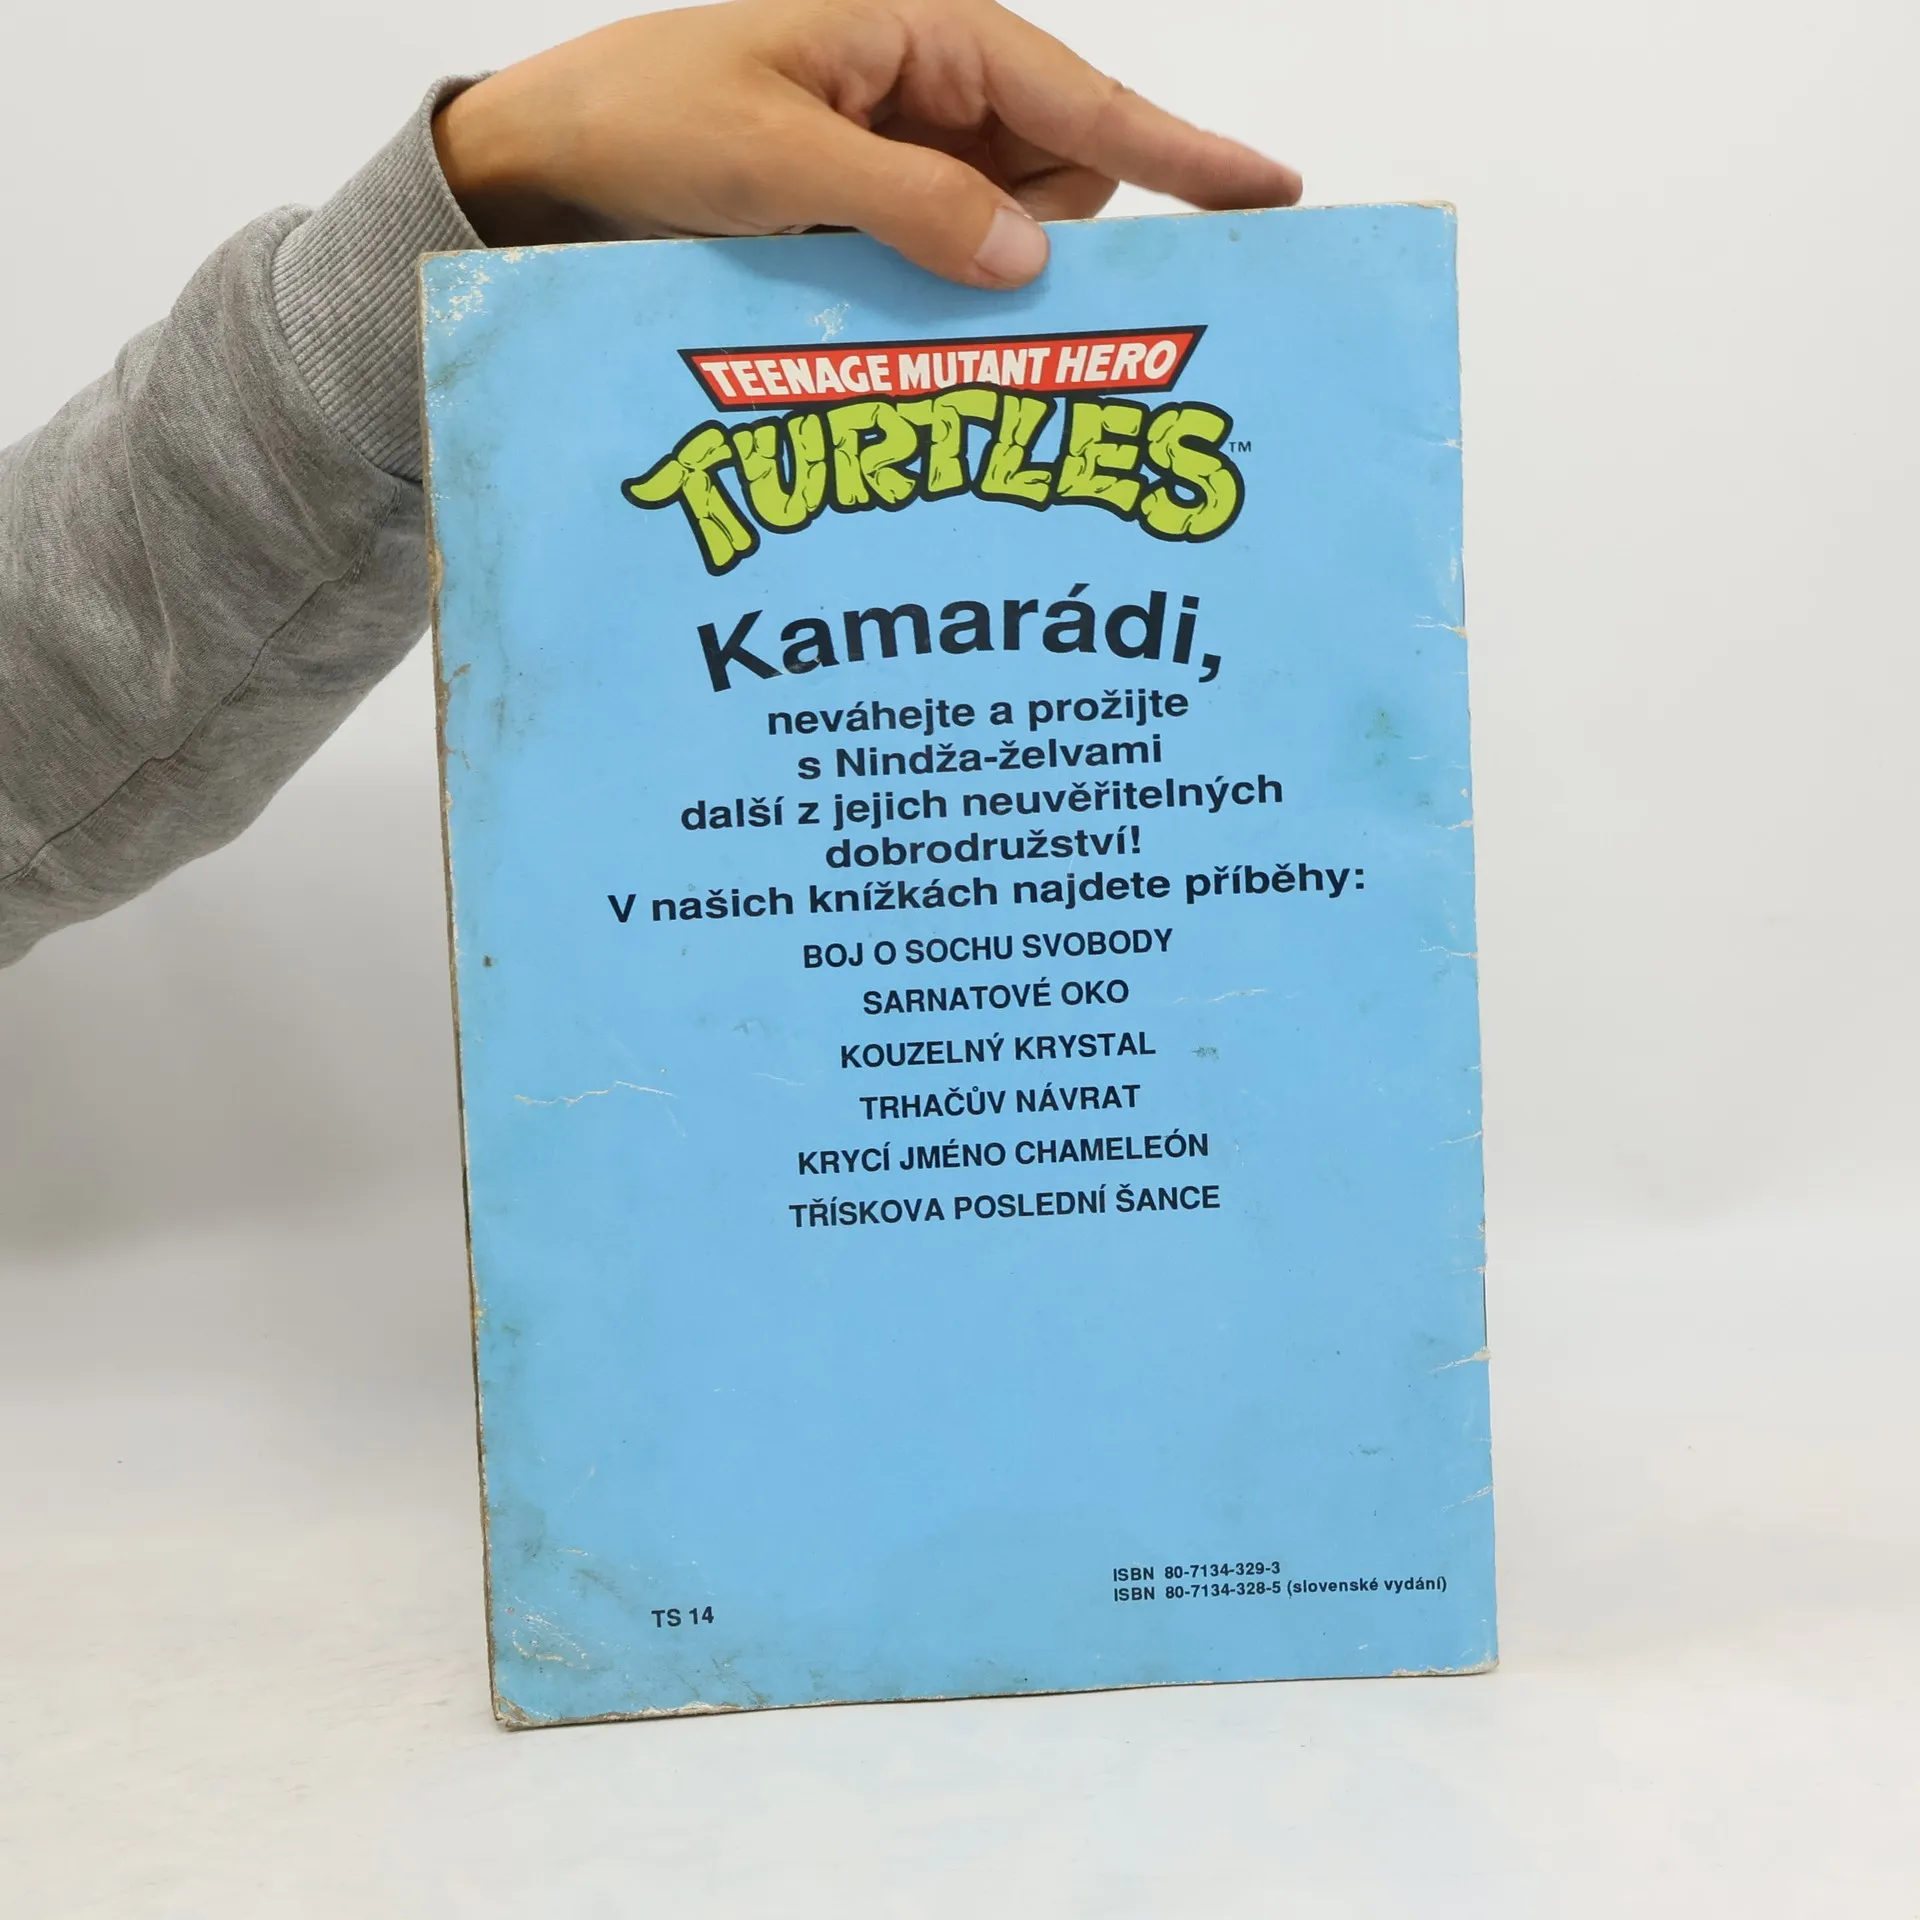 TEENAGE MUTANT HERO
TURTLES™
Kamarádi,
neváhejte a prožijte
s Nindža-želvami
další z jejich neuvěřitelných
dobrodružství!
V našich knížkách najdete příběhy:
BOJ O SOCHU SVOBODY
SARNATOVÉ OKO
KOUZELNÝ KRYSTAL
TRHAČŮV NÁVRAT
KRYCÍ JMÉNO CHAMELEÓN
TŘÍSKOVA POSLEDNÍ ŠANCE
ISBN 80-7134-329-3
ISBN 80-7134-328-5 (slovenské vydání)
TS 14